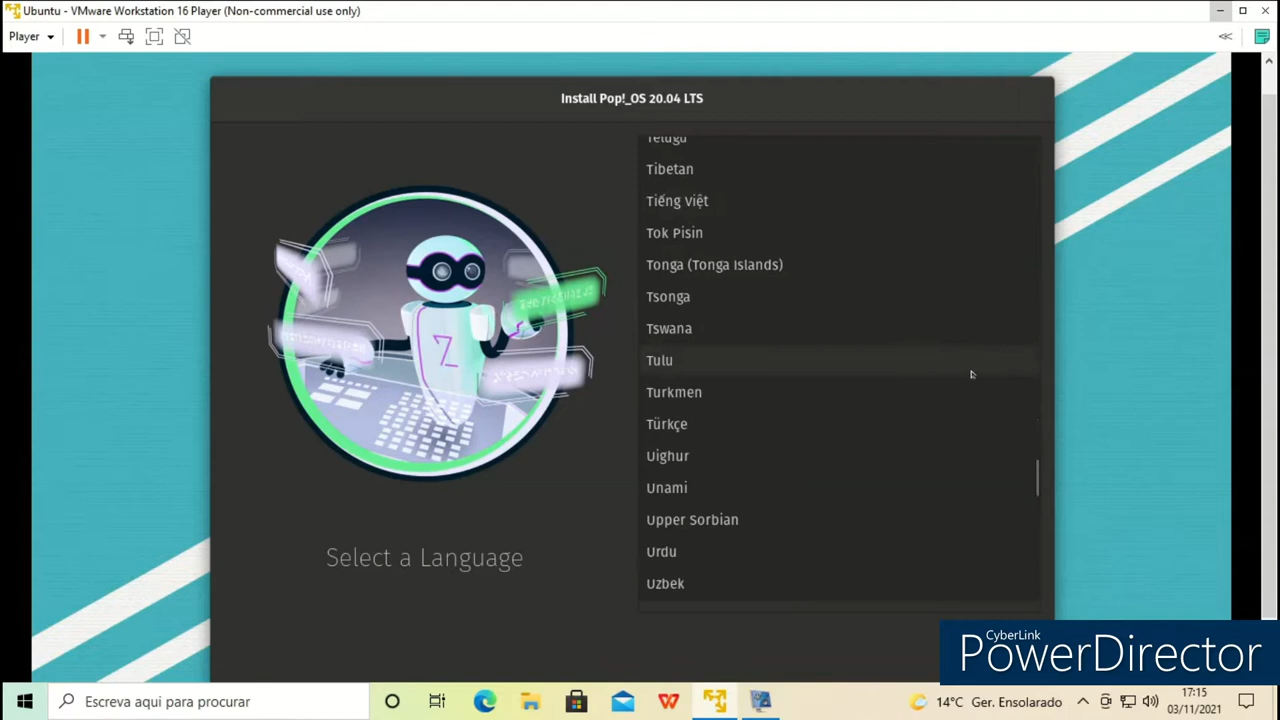 Ubuntu - VMware Workstation 16 Player (Non-commercial use only)
Player
Install Pop!_OS 20.04 LTS
Telugu
Tibetan
Tiếng Việt
Tok Pisin
Tonga (Tonga Islands)
Tsonga
Tswana
Tulu
Turkmen
Türkçe
Uighur
Unami
Upper Sorbian
Urdu
Uzbek
Select a Language
CyberLink
PowerDirector
Escreva aqui para procurar
14°C Ger. Ensolarado
17:15
03/11/2021